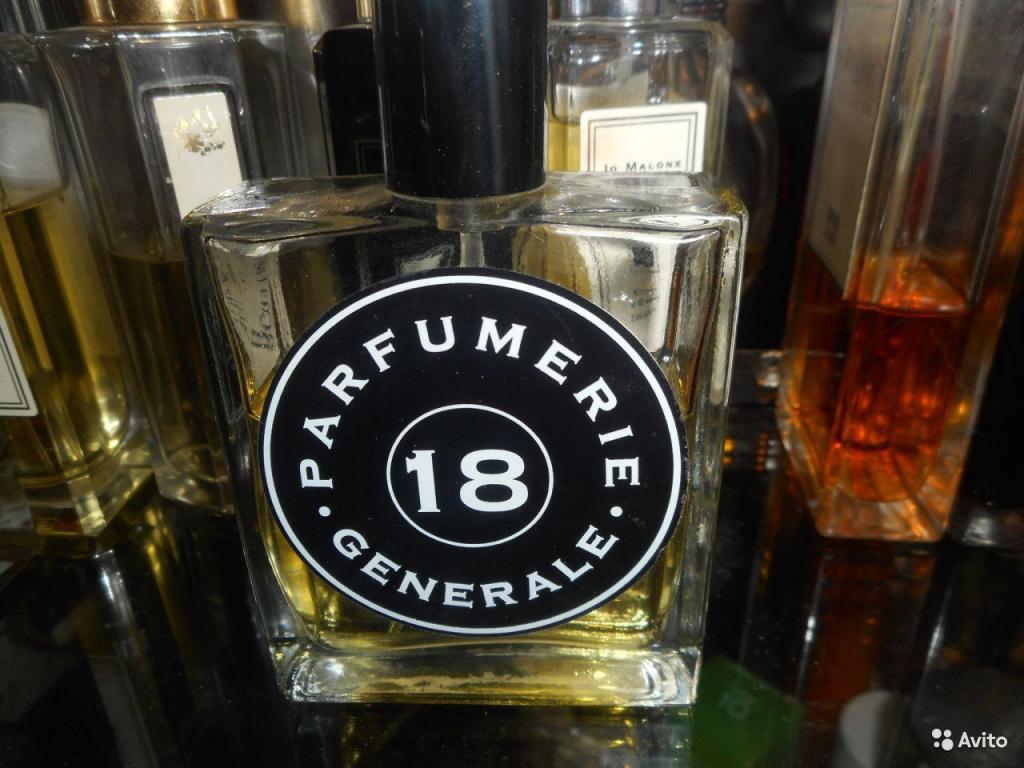 Jo MALONE
PARFUMERIE
18
• GENERALE •
Avito